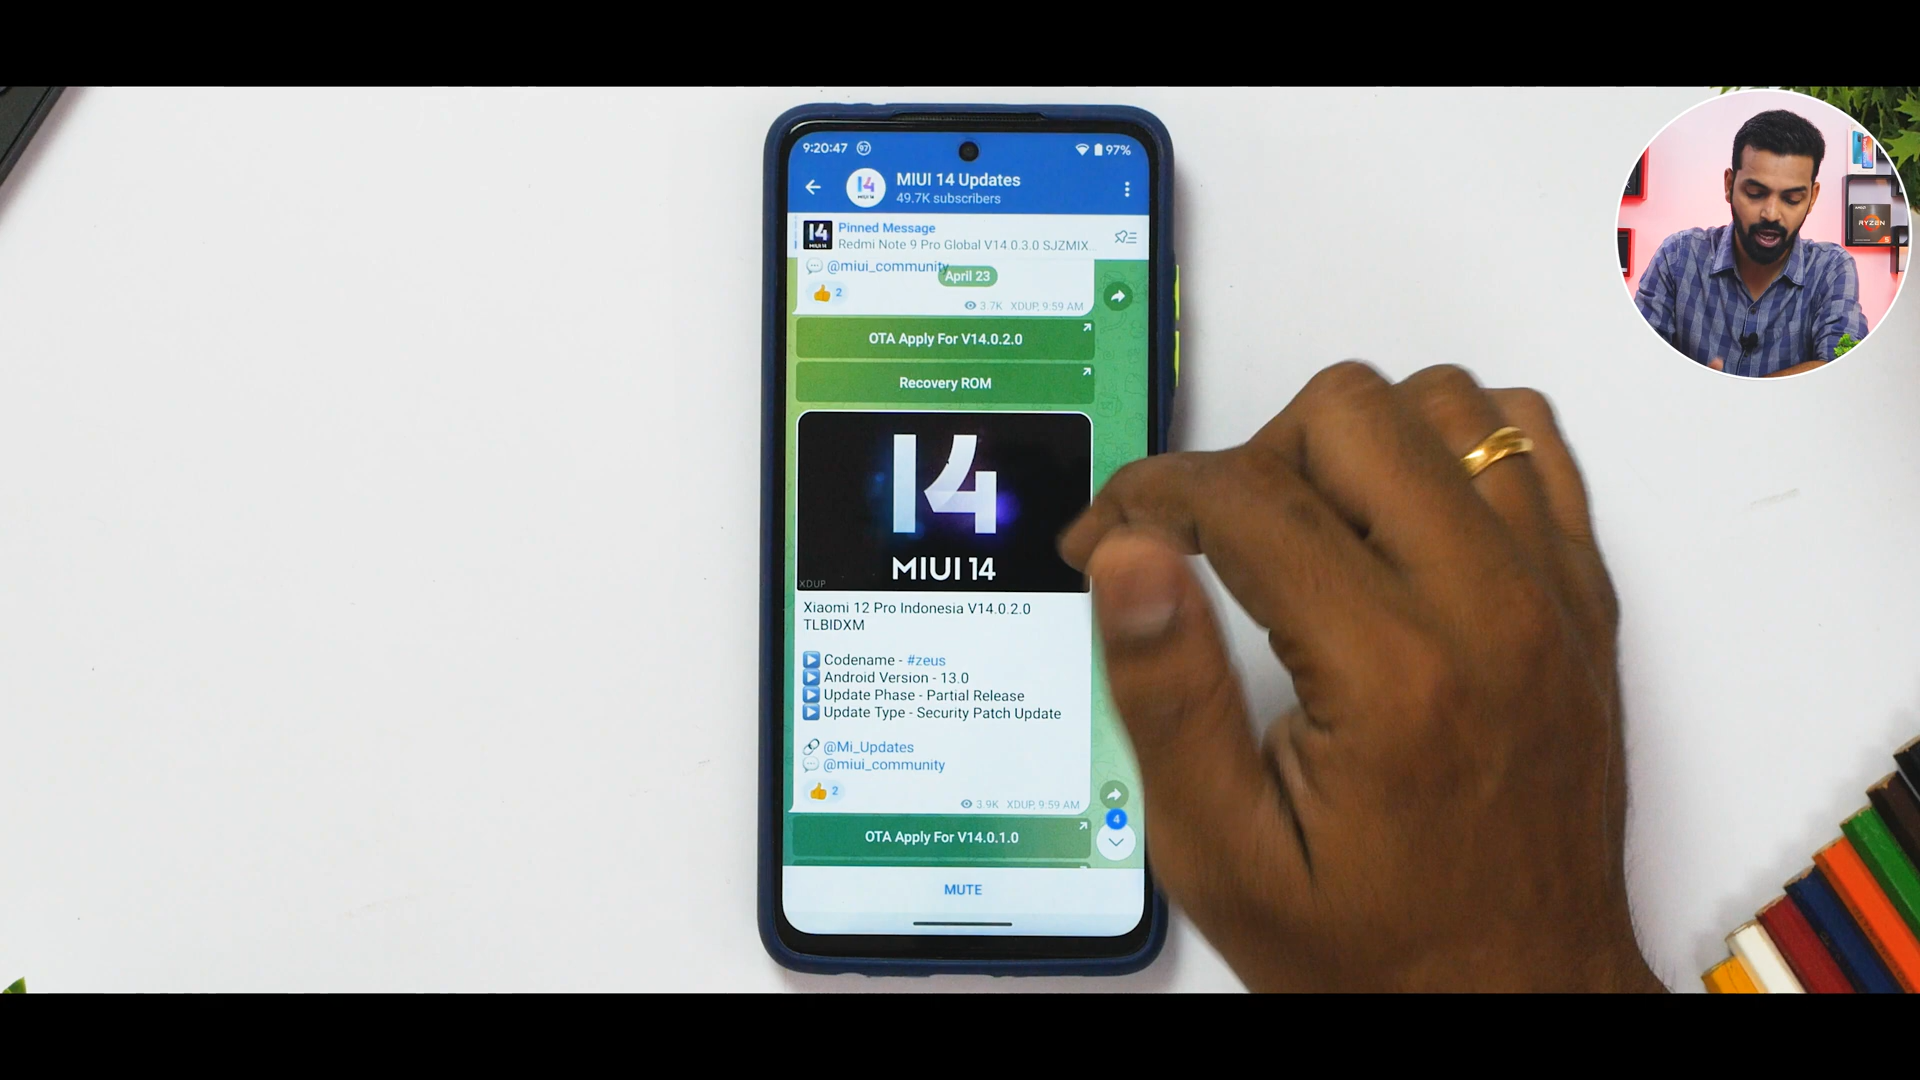 9:20:47
97
97%
MIUI 14 Updates
49.7K subscribers
Pinned Message
Redmi Note 9 Pro Global V14.0.3.0 SJZMIX...
@miui_community
April 23
2
3.7K XDUP, 9:59 AM
OTA Apply For V14.0.2.0
Recovery ROM
14
MIUI 14
XDUP
Xiaomi 12 Pro Indonesia V14.0.2.0
TLBIDXM
Codename - #zeus
Android Version - 13.0
Update Phase - Partial Release
Update Type - Security Patch Update
@Mi_Updates
@miui_community
2
3.9K XDUP, 9:59 AM
4
OTA Apply For V14.0.1.0
MUTE
AMD
RYZEN